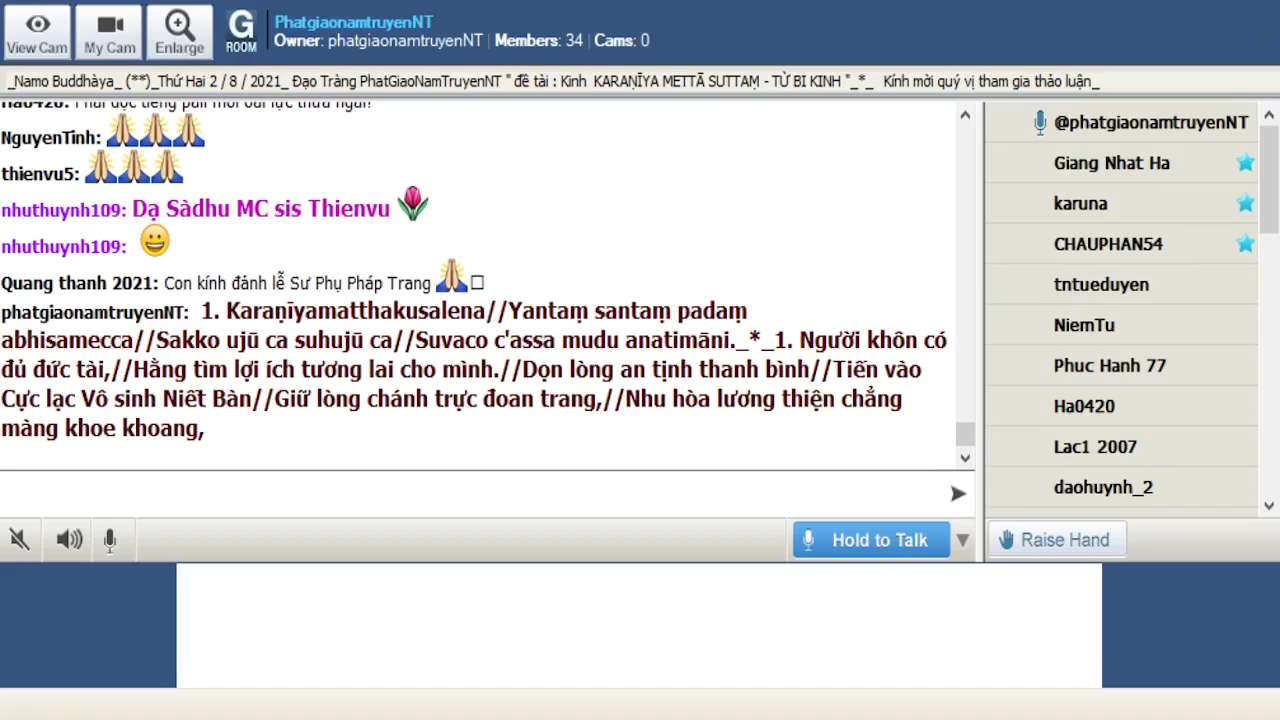 View Cam
My Cam
Enlarge
G
ROOM
PhatgiaonamtruyenNT
Owner: phatgiaonamtruyenNT | Members: 34 | Cams: 0
_Namo Buddhàya_ (**)_Thứ Hai 2 / 8 / 2021_ Đạo Tràng PhatGiaoNamTruyenNT " đề tài : Kinh KARAṆĪYA METTĀ SUTTAṂ - TỪ BI KINH "_*_ Kính mời quý vị tham gia thảo luận_
NguyenTinh:
thienvu5:
nhuthuynh109: Dạ Sàdhu MC sis Thienvu
nhuthuynh109:
Quang thanh 2021: Con kính đảnh lễ Sư Phụ Pháp Trang
phatgiaonamtruyenNT: 1. Karaṇīyamatthakusalena//Yantaṃ santaṃ padaṃ
abhisamecca//Sakko ujū ca suhujū ca//Suvaco c'assa mudu anatimāni._*_1. Người khôn có
đủ đức tài,//Hằng tìm lợi ích tương lai cho mình.//Dọn lòng an tịnh thanh bình//Tiến vào
Cực lạc Vô sinh Niết Bàn//Giữ lòng chánh trực đoan trang,//Nhu hòa lương thiện chẳng
màng khoe khoang,
Hold to Talk
@phatgiaonamtruyenNT
Giang Nhat Ha
karuna
CHAUPHAN54
tntueduyen
NiemTu
Phuc Hanh 77
Ha0420
Lac1 2007
daohuynh_2
Raise Hand